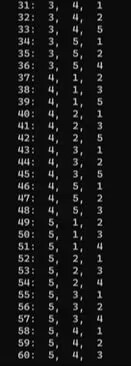 31: 3, 4, 1
32: 3, 4, 2
33: 3, 4, 5
34: 3, 5, 1
35: 3, 5, 2
36: 3, 5, 4
37: 4, 1, 2
38: 4, 1, 3
39: 4, 1, 5
40: 4, 2, 1
41: 4, 2, 3
42: 4, 2, 5
43: 4, 3, 1
44: 4, 3, 2
45: 4, 3, 5
46: 4, 5, 1
47: 4, 5, 2
48: 4, 5, 3
49: 5, 1, 2
50: 5, 1, 3
51: 5, 1, 4
52: 5, 2, 1
53: 5, 2, 3
54: 5, 2, 4
55: 5, 3, 1
56: 5, 3, 2
57: 5, 3, 4
58: 5, 4, 1
59: 5, 4, 2
60: 5, 4, 3